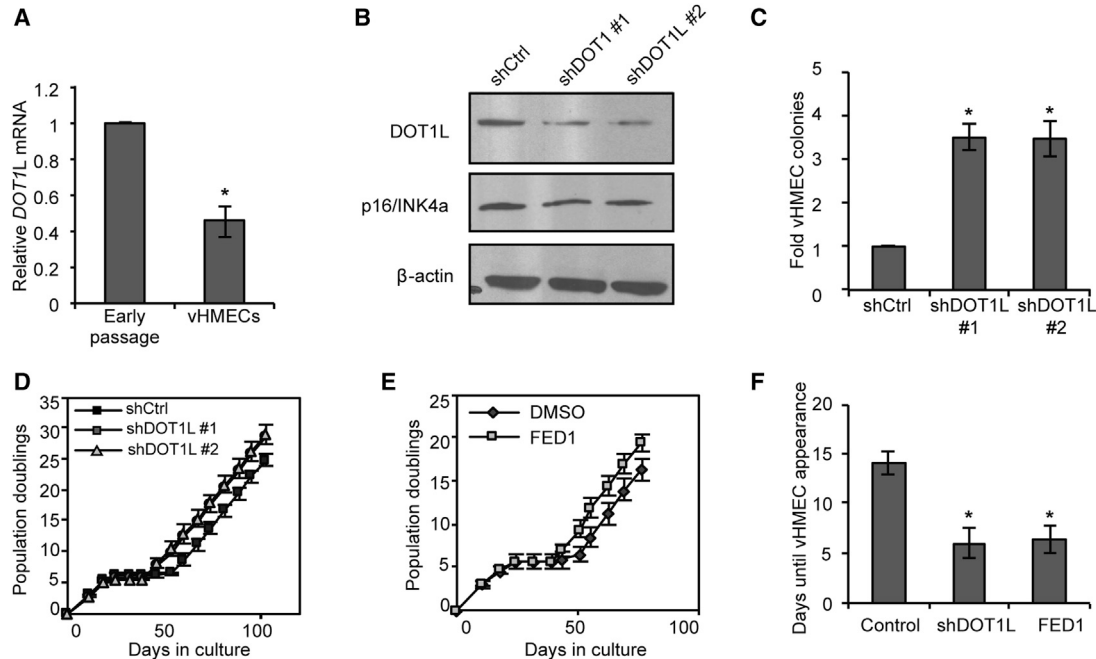 A
Relative DOT1L mRNA
1.2
1
0.8
0.6
0.4
0.2
0
*
Early
passage
vHMECs
B
shCtrl
shDOT1 #1
shDOT1L #2
DOT1L
p16/INK4a
β-actin
C
Fold vHMEC colonies
5
4
3
2
1
0
*
*
shCtrl
shDOT1L
#1
shDOT1L
#2
D
Population doublings
35
30
25
20
15
10
5
0
shCtrl
shDOT1L #1
shDOT1L #2
0
50
100
Days in culture
E
Population doublings
25
20
15
10
5
0
DMSO
FED1
0
50
100
Days in culture
F
Days until vHMEC appearance
20
15
10
5
0
*
*
Control
shDOT1L
FED1